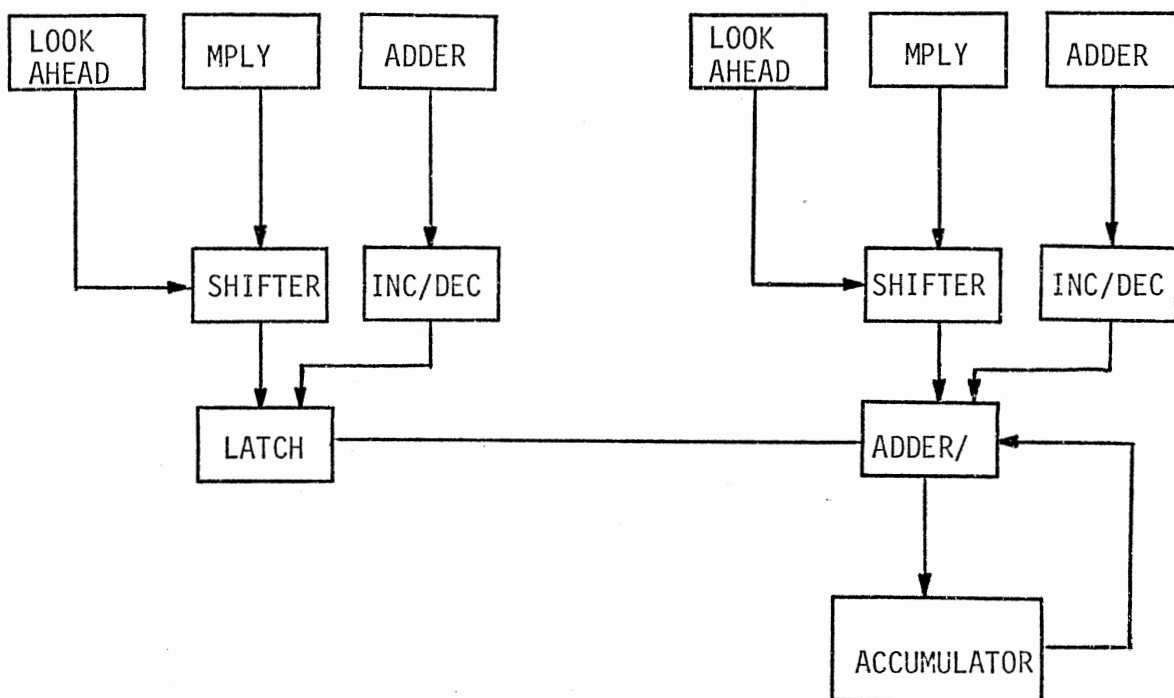 LOOK
AHEAD
MPLY
ADDER
LOOK
AHEAD
MPLY
ADDER
SHIFTER
INC/DEC
SHIFTER
INC/DEC
LATCH
ADDER/
ACCUMULATOR